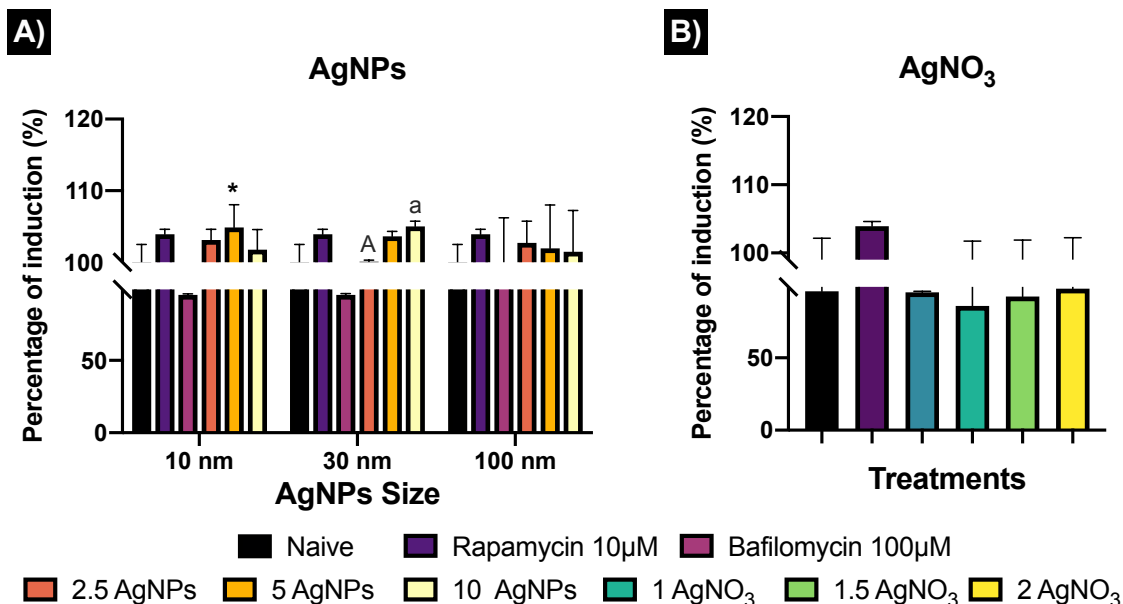 A)
AgNPs
Percentage of induction (%)
120
110
100
50
0
*
A
a
10 nm
30 nm
100 nm
AgNPs Size
B)
AgNO₃
Percentage of induction (%)
120
110
100
50
0
Treatments
Naive
Rapamycin 10µM
Bafilomycin 100µM
2.5 AgNPs
5 AgNPs
10 AgNPs
1 AgNO₃
1.5 AgNO₃
2 AgNO₃